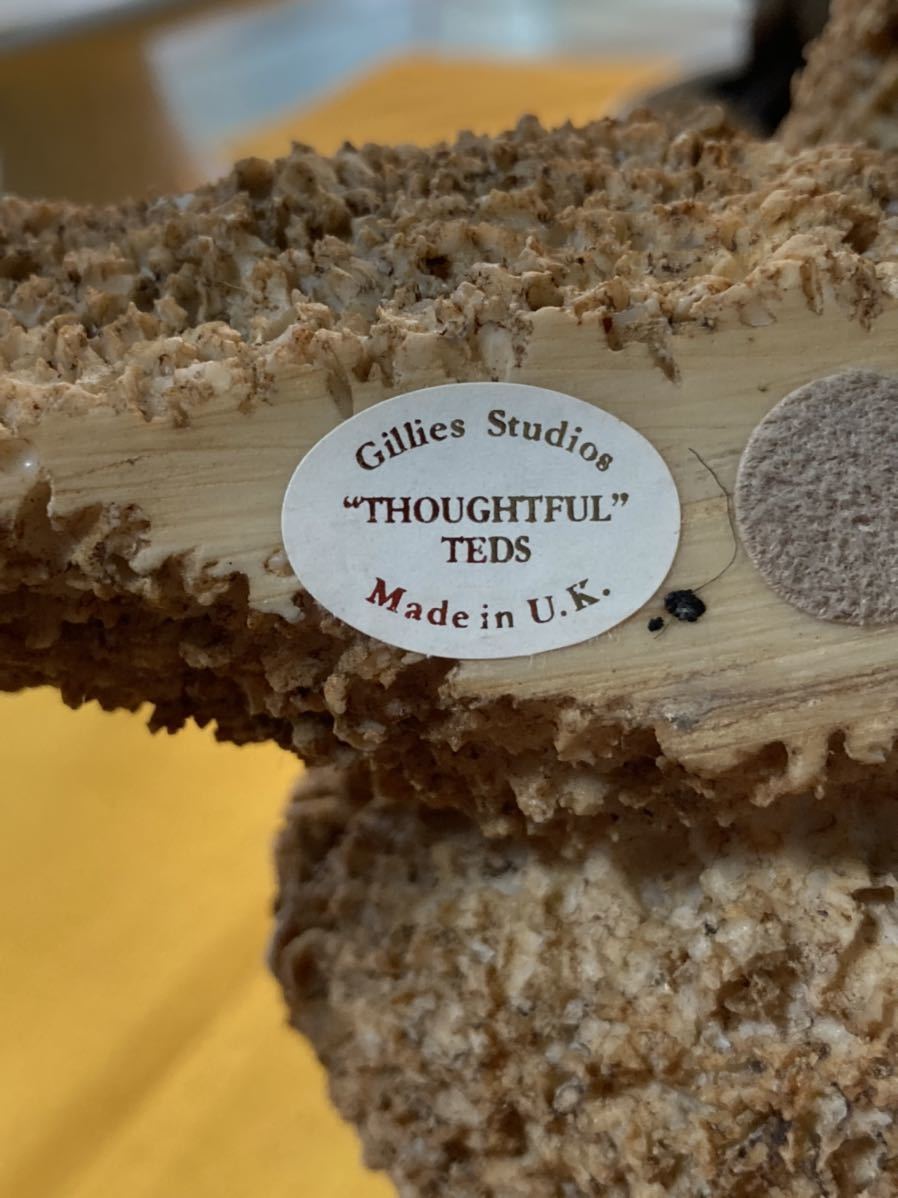 Gillies Studios
“THOUGHTFUL”
TEDS
Made in U.K.